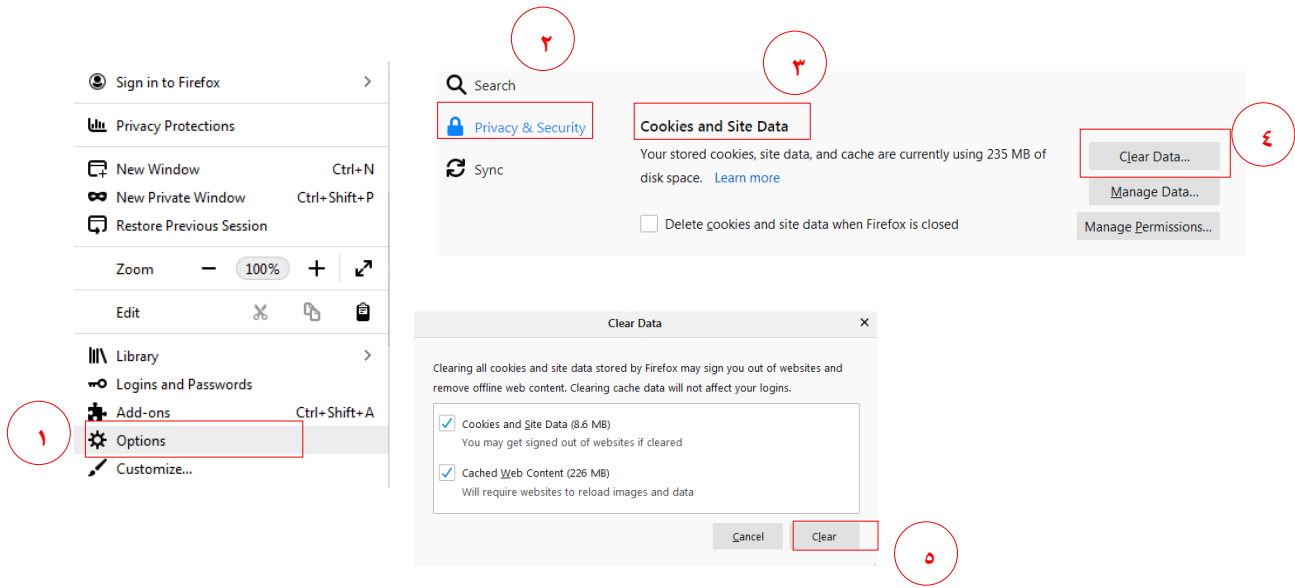 ١
Sign in to Firefox
Privacy Protections
New Window Ctrl+N
New Private Window Ctrl+Shift+P
Restore Previous Session
Zoom 100%
Edit
Library
Logins and Passwords
Add-ons Ctrl+Shift+A
Options
Customize...
٢
Search
Privacy & Security
Sync
٣
Cookies and Site Data
Your stored cookies, site data, and cache are currently using 235 MB of
disk space. Learn more
Delete cookies and site data when Firefox is closed
٤
Clear Data...
Manage Data...
Manage Permissions...
Clear Data
Clearing all cookies and site data stored by Firefox may sign you out of websites and
remove offline web content. Clearing cache data will not affect your logins.
Cookies and Site Data (8.6 MB)
You may get signed out of websites if cleared
Cached Web Content (226 MB)
Will require websites to reload images and data
Cancel Clear
٥